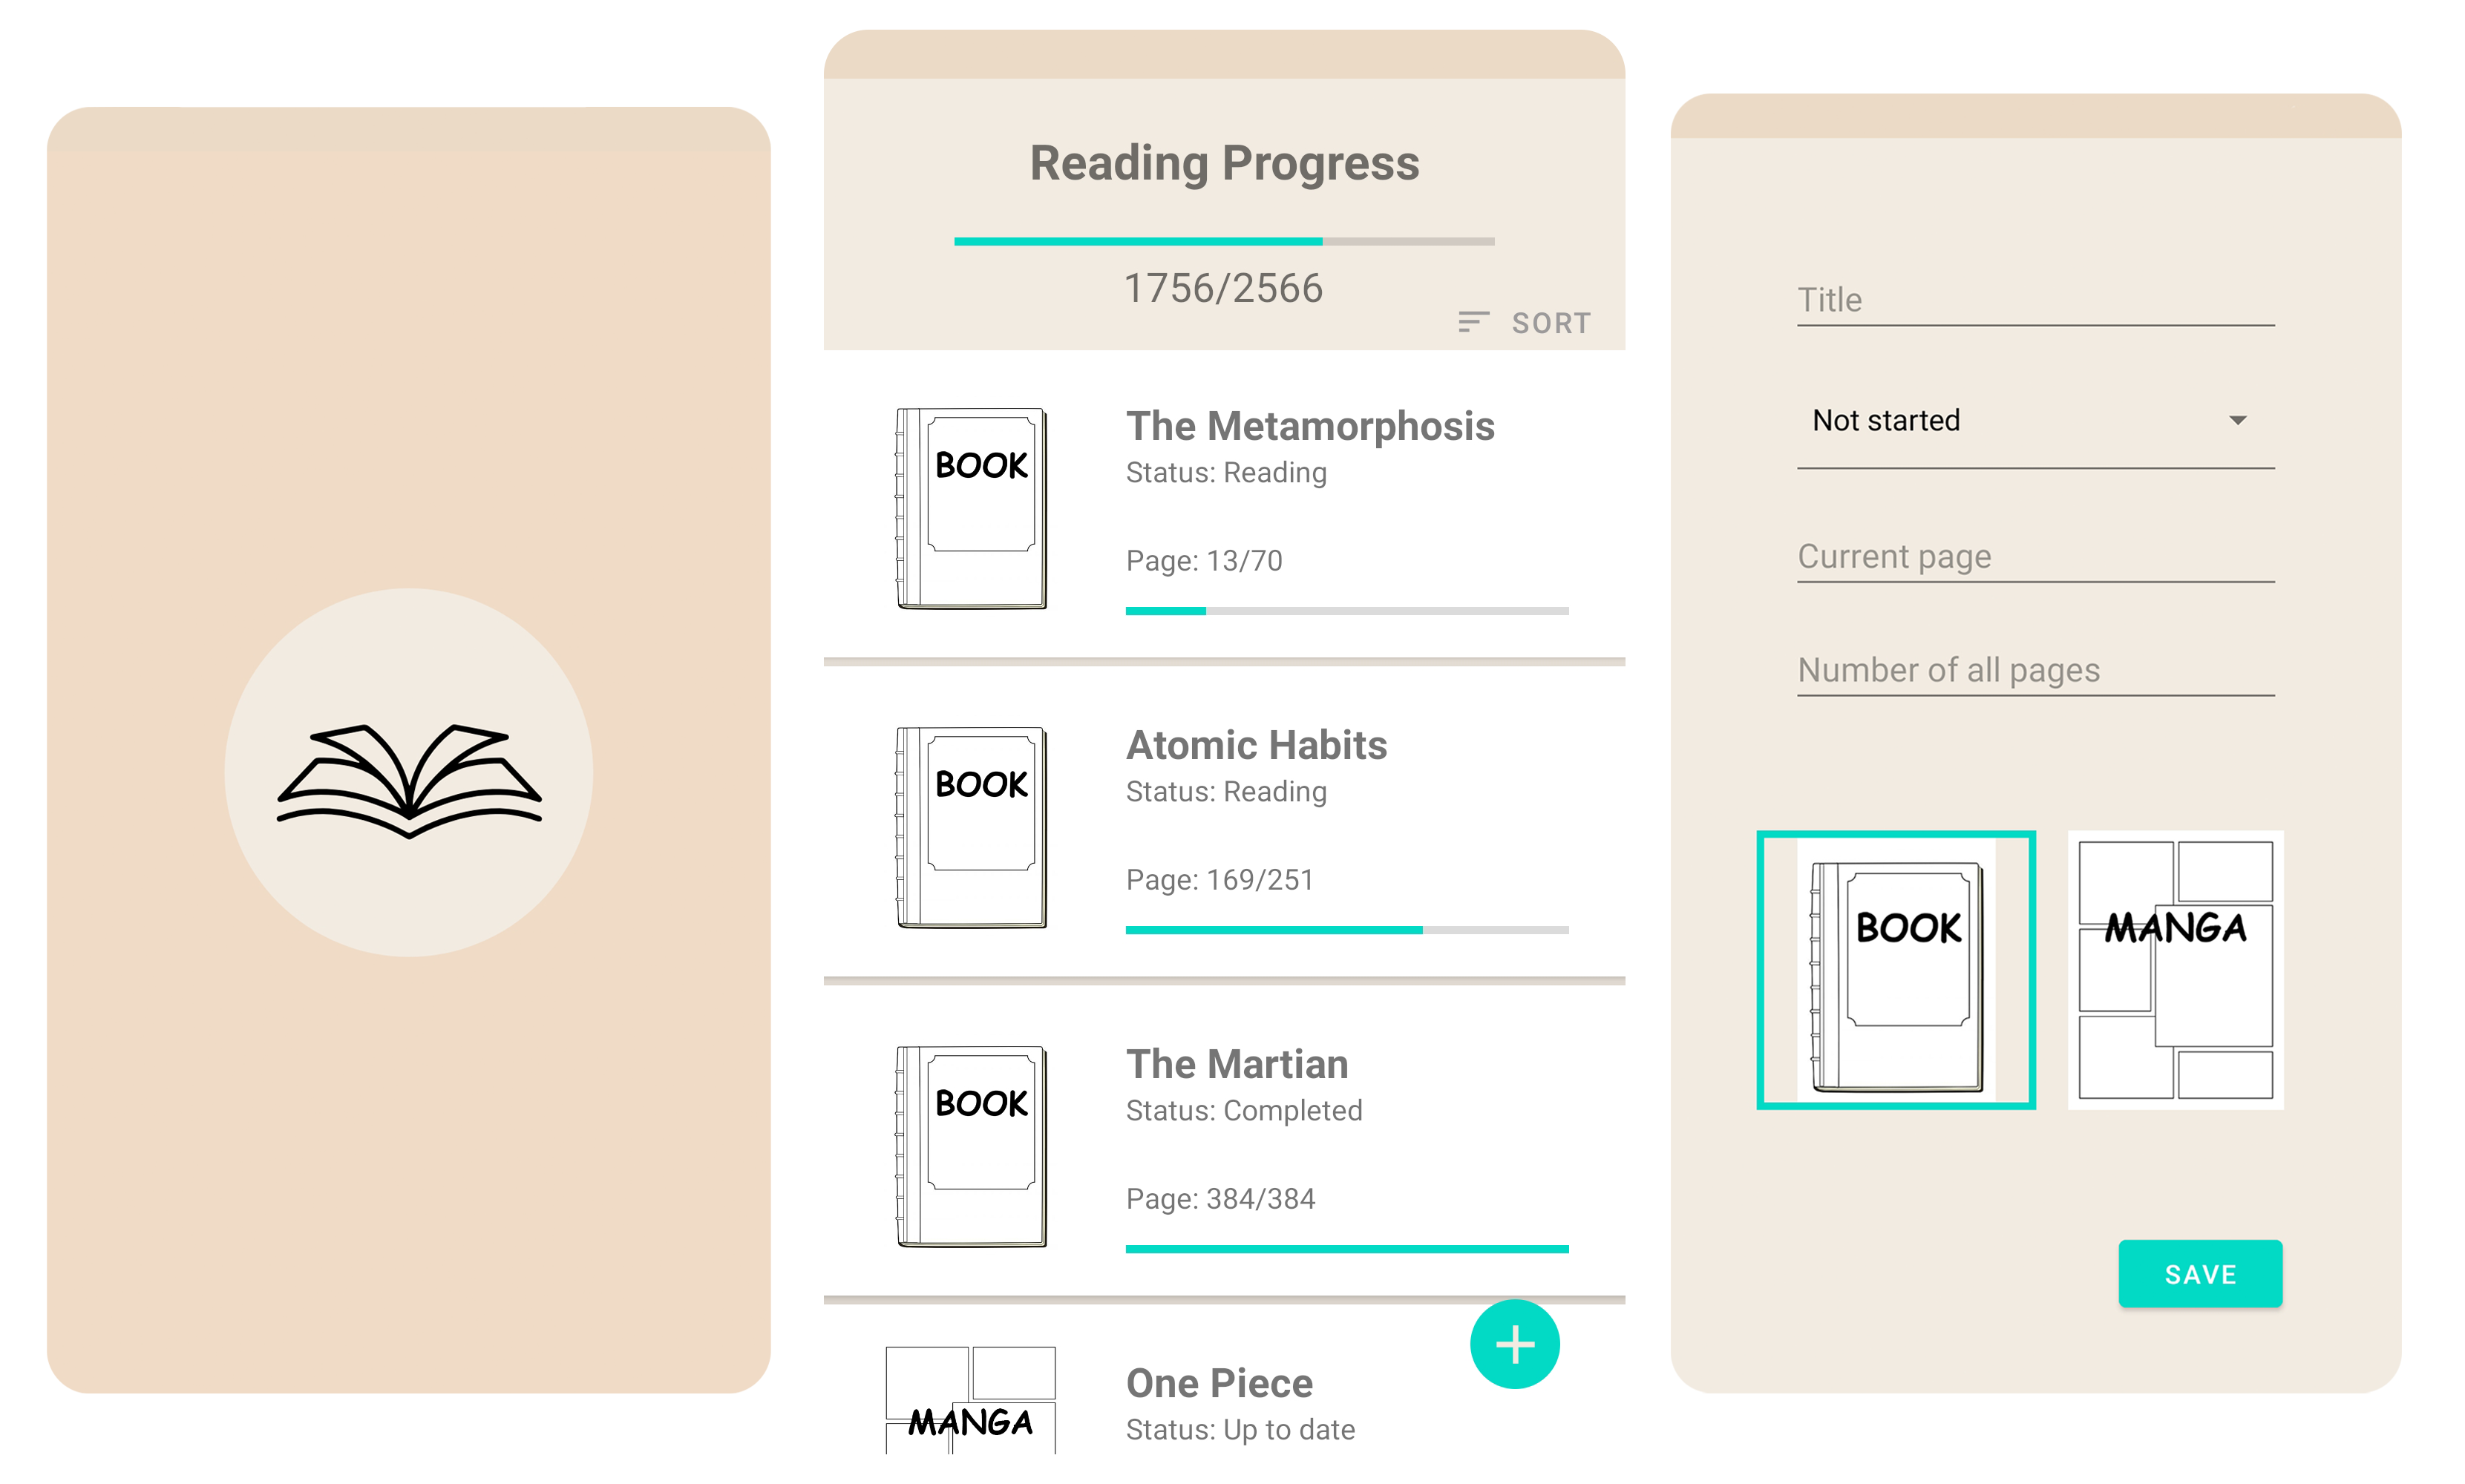 Reading Progress
1756/2566
SORT
BOOK
The Metamorphosis
Status: Reading
Page: 13/70
BOOK
Atomic Habits
Status: Reading
Page: 169/251
BOOK
The Martian
Status: Completed
Page: 384/384
MANGA
One Piece
Status: Up to date
Title
Not started
Current page
Number of all pages
BOOK
MANGA
SAVE